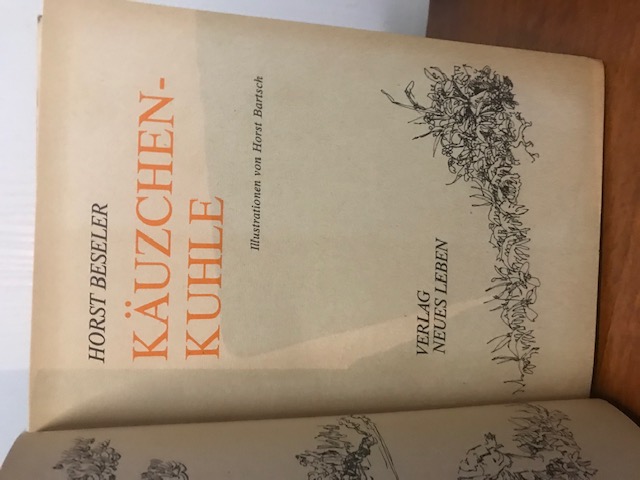 HORST BESELER
KÄUZCHEN-
KUHLE
Illustrationen von Horst Bartsch
VERLAG
NEUES LEBEN